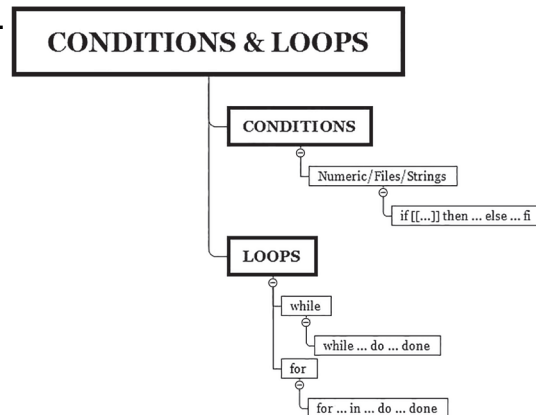 CONDITIONS & LOOPS
CONDITIONS
Numeric/Files/Strings
if [[...]] then ... else ... fi
LOOPS
while
while ... do ... done
for
for ... in ... do ... done